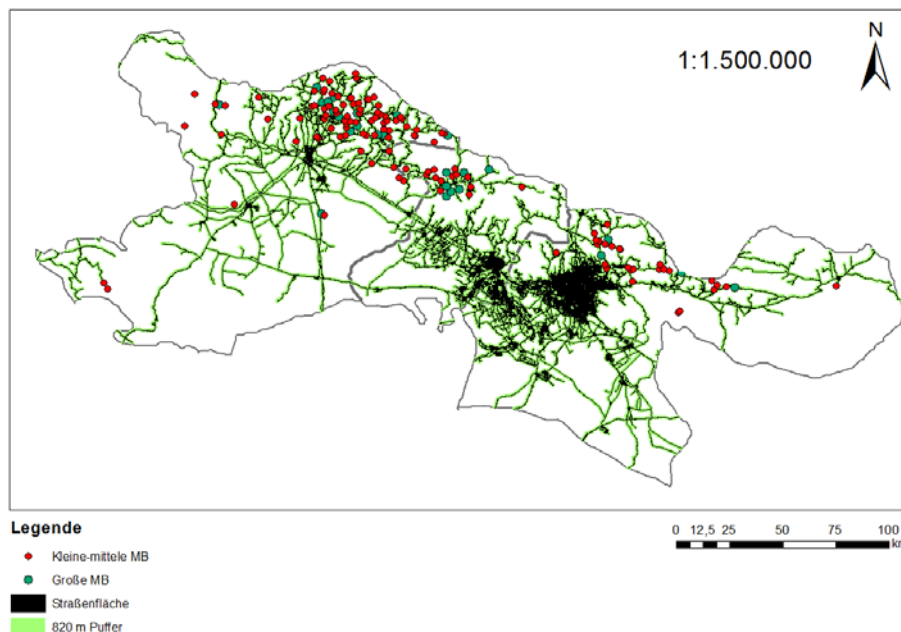 1:1.500.000
N
Legende
Kleine-mittele MB
Große MB
Straßenfläche
820 m Puffer
0 12,5 25 50 75 100
km